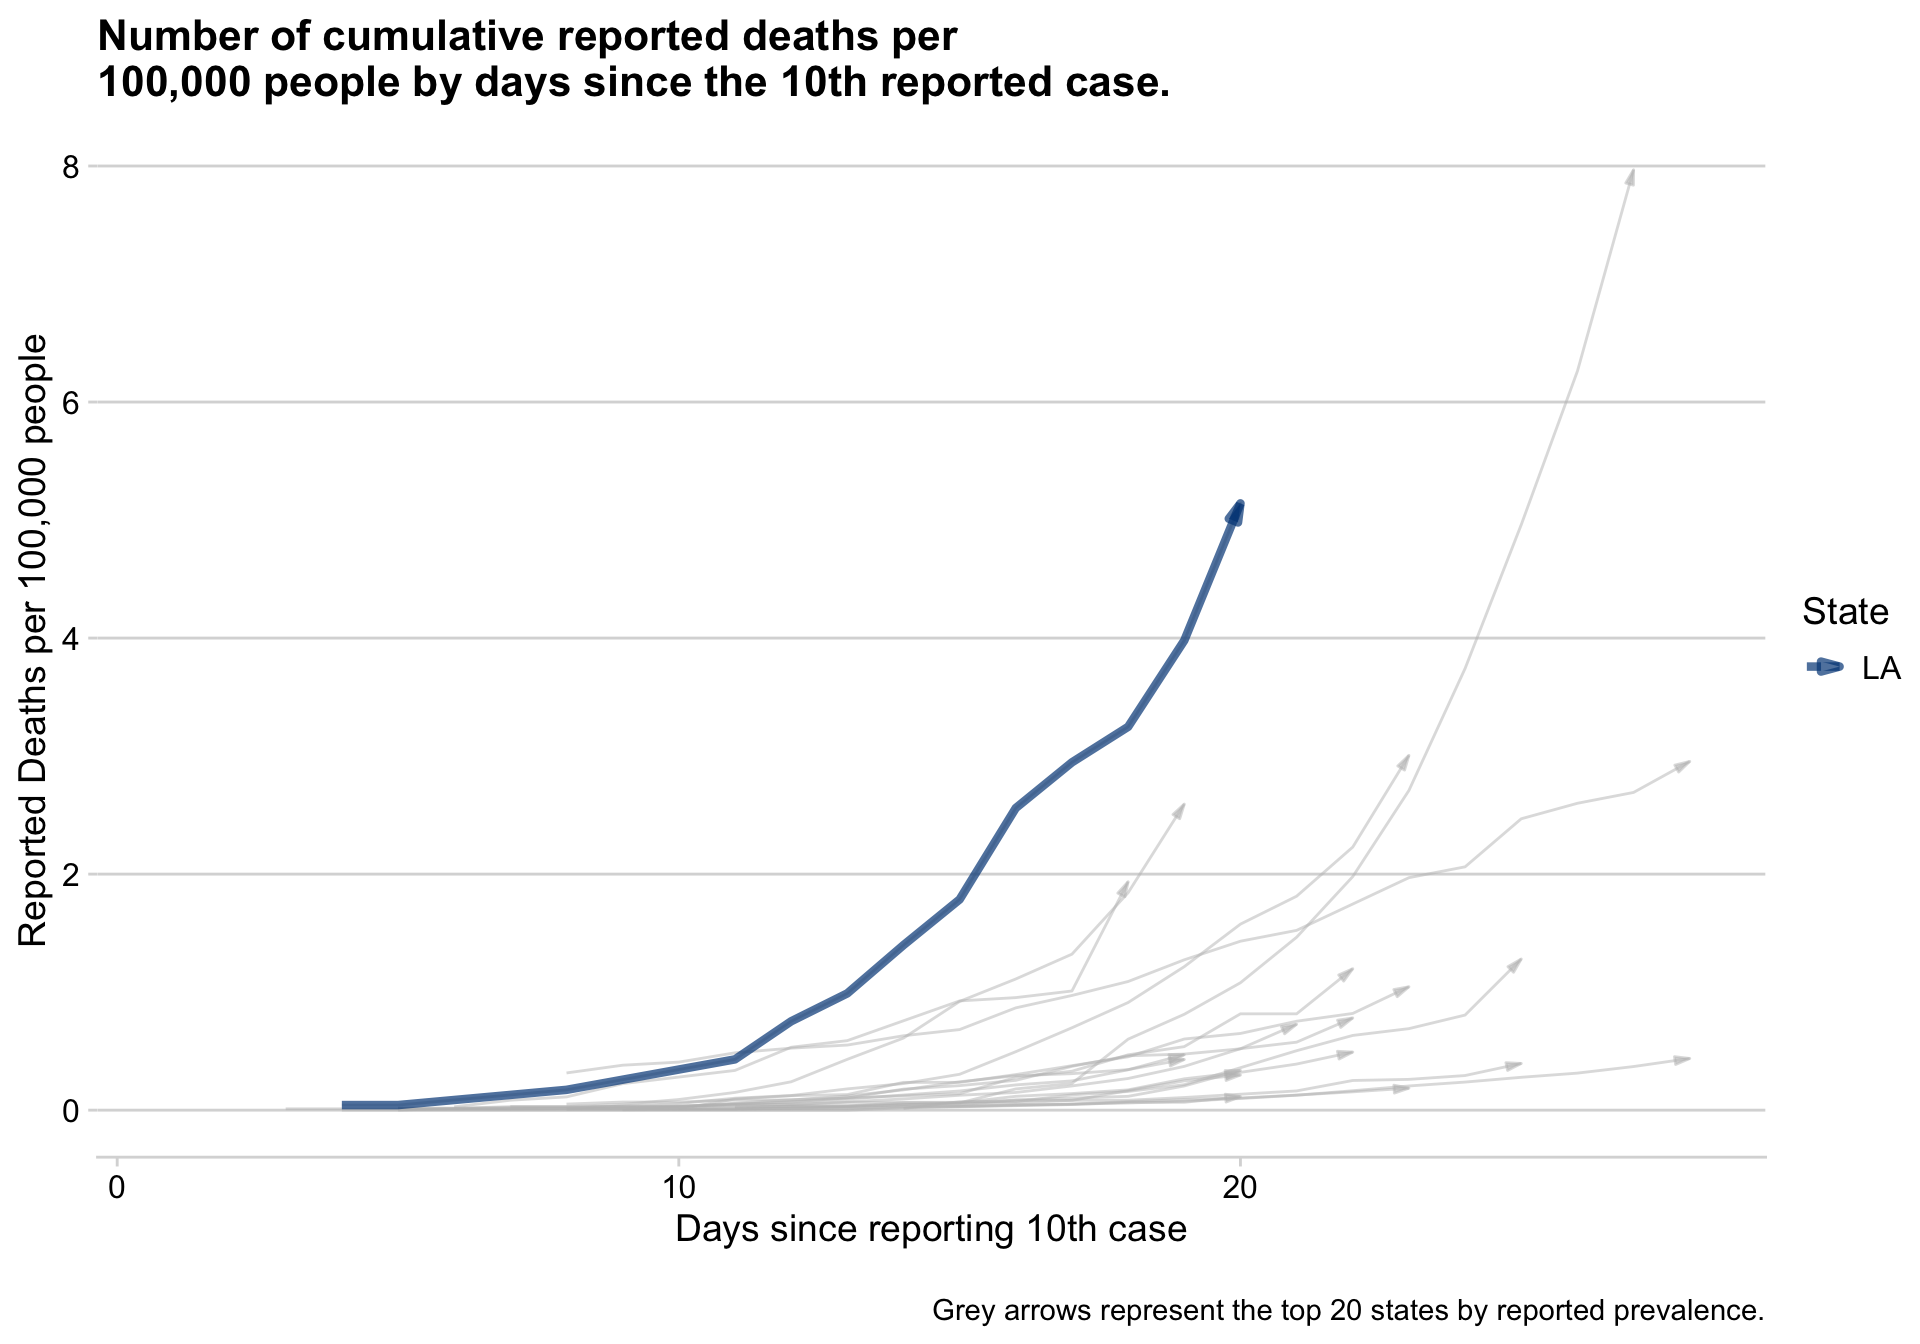 Number of cumulative reported deaths per
100,000 people by days since the 10th reported case.
Reported Deaths per 100,000 people
8
6
4
2
0
0 10 20
Days since reporting 10th case
State
LA
Grey arrows represent the top 20 states by reported prevalence.